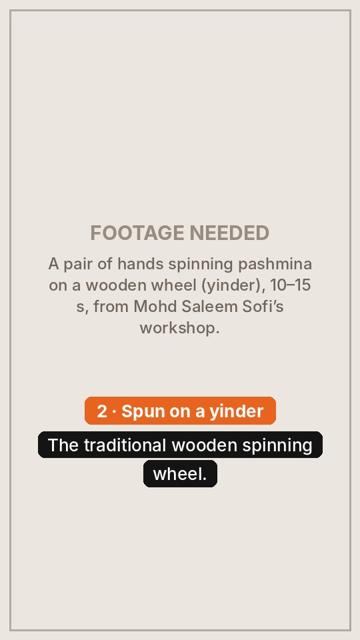 FOOTAGE NEEDED
A pair of hands spinning pashmina
on a wooden wheel (yinder), 10–15
s, from Mohd Saleem Sofi’s
workshop.
2 · Spun on a yinder
The traditional wooden spinning
wheel.